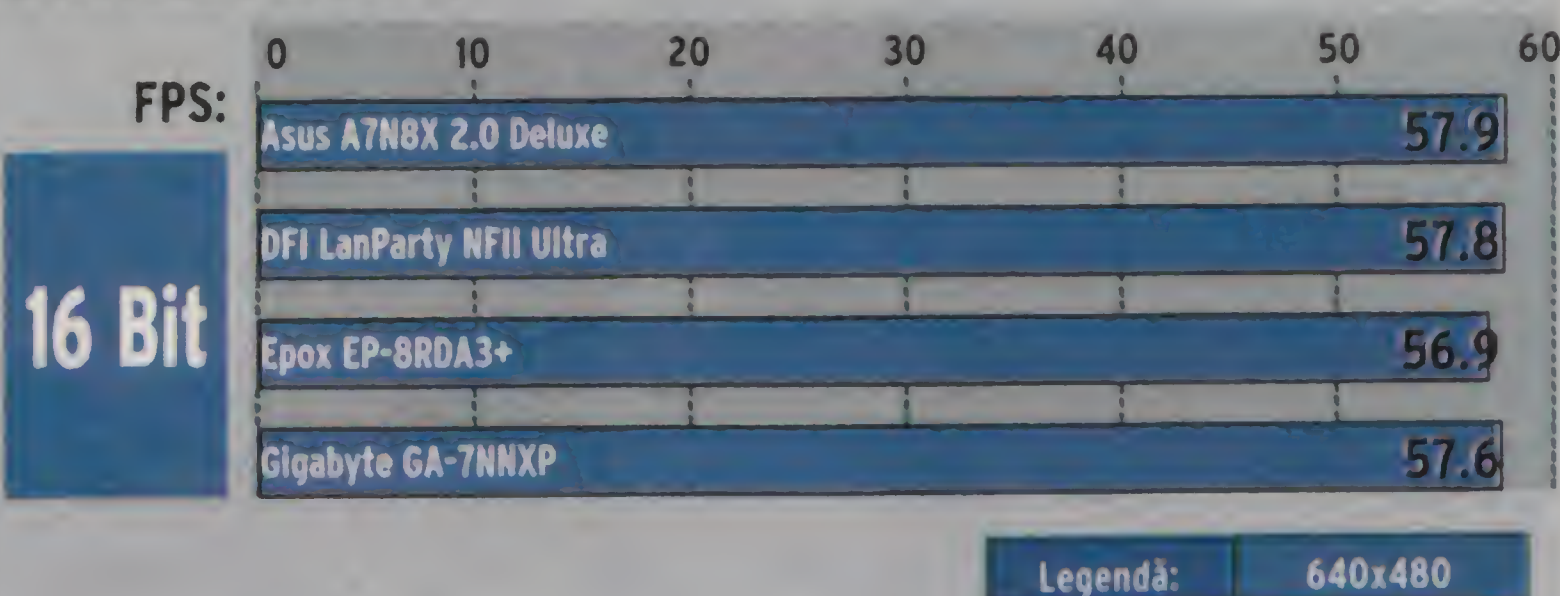 0 10 20 30 40 50 60
FPS:
Asus A7N8X 2.0 Deluxe 57.9
DFI LanParty NFII Ultra 57.8
16 Bit
Epox EP-8RDA3+ 56.9
Gigabyte GA-7NNXP 57.6
Legendă: 640x480